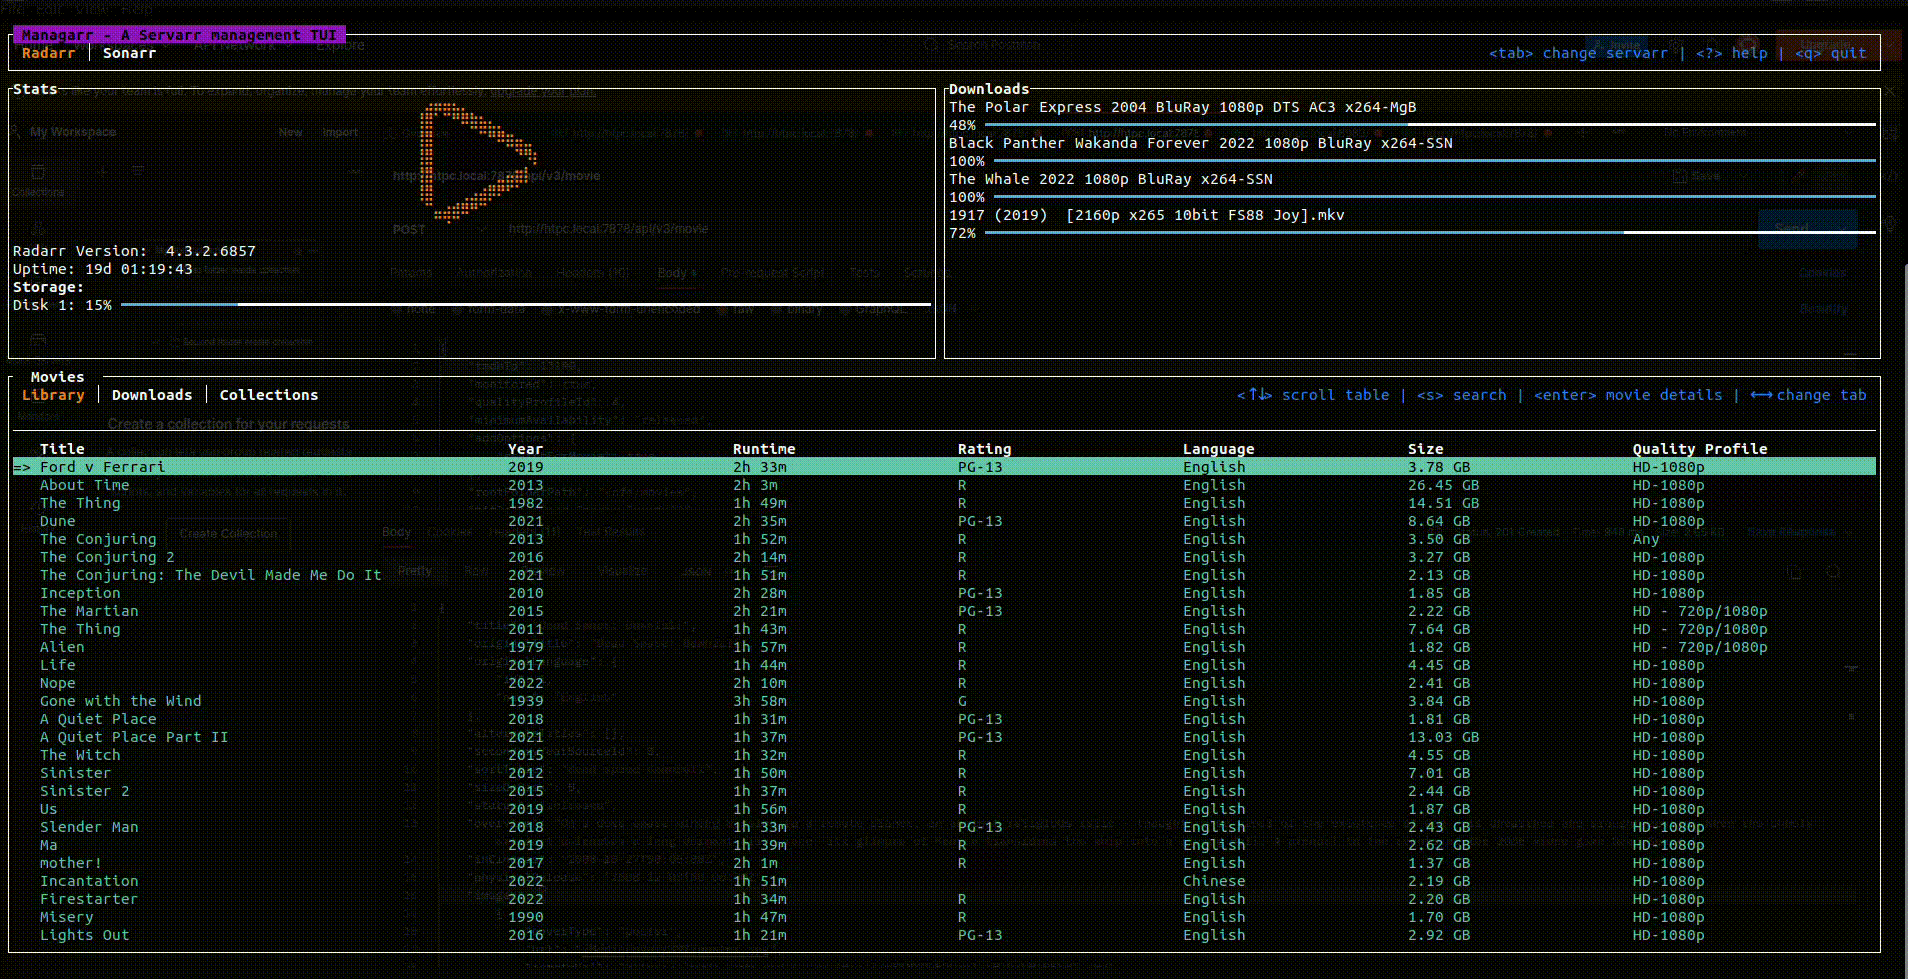 Managarr - A Servarr management TUI
Radarr │ Sonarr <tab> change servarr | <?> help | <q> quit
Stats
Radarr Version:  4.3.2.6857
Uptime: 19d 01:19:43
Storage:
Disk 1: 15%
Downloads
The Polar Express 2004 BluRay 1080p DTS AC3 x264-MgB
48%
Black Panther Wakanda Forever 2022 1080p BluRay x264-SSN
100%
The Whale 2022 1080p BluRay x264-SSN
100%
1917 (2019)  [2160p x265 10bit FS88 Joy].mkv
72%
Movies
Library │ Downloads │ Collections <↑↓> scroll table | <s> search | <enter> movie details | ←→ change tab
Title Year Runtime Rating Language Size Quality Profile
=> Ford v Ferrari 2019 2h 33m PG-13 English 3.78 GB HD-1080p
About Time 2013 2h 3m R English 26.45 GB HD-1080p
The Thing 1982 1h 49m R English 14.51 GB HD-1080p
Dune 2021 2h 35m PG-13 English 8.64 GB HD-1080p
The Conjuring 2013 1h 52m R English 3.50 GB Any
The Conjuring 2 2016 2h 14m R English 3.27 GB HD-1080p
The Conjuring: The Devil Made Me Do It 2021 1h 51m R English 2.13 GB HD-1080p
Inception 2010 2h 28m PG-13 English 1.85 GB HD-1080p
The Martian 2015 2h 21m PG-13 English 2.22 GB HD - 720p/1080p
The Thing 2011 1h 43m R English 7.64 GB HD - 720p/1080p
Alien 1979 1h 57m R English 1.82 GB HD - 720p/1080p
Life 2017 1h 44m R English 4.45 GB HD-1080p
Nope 2022 2h 10m R English 2.41 GB HD-1080p
Gone with the Wind 1939 3h 58m G English 3.84 GB HD-1080p
A Quiet Place 2018 1h 31m PG-13 English 1.81 GB HD-1080p
A Quiet Place Part II 2021 1h 37m PG-13 English 13.03 GB HD-1080p
The Witch 2015 1h 32m R English 4.55 GB HD-1080p
Sinister 2012 1h 50m R English 7.01 GB HD-1080p
Sinister 2 2015 1h 37m R English 2.44 GB HD-1080p
Us 2019 1h 56m R English 1.87 GB HD-1080p
Slender Man 2018 1h 33m PG-13 English 2.43 GB HD-1080p
Ma 2019 1h 39m R English 2.62 GB HD-1080p
mother! 2017 2h 1m R English 1.37 GB HD-1080p
Incantation 2022 1h 51m Chinese 2.19 GB HD-1080p
Firestarter 2022 1h 34m R English 2.20 GB HD-1080p
Misery 1990 1h 47m R English 1.70 GB HD-1080p
Lights Out 2016 1h 21m PG-13 English 2.92 GB HD-1080p